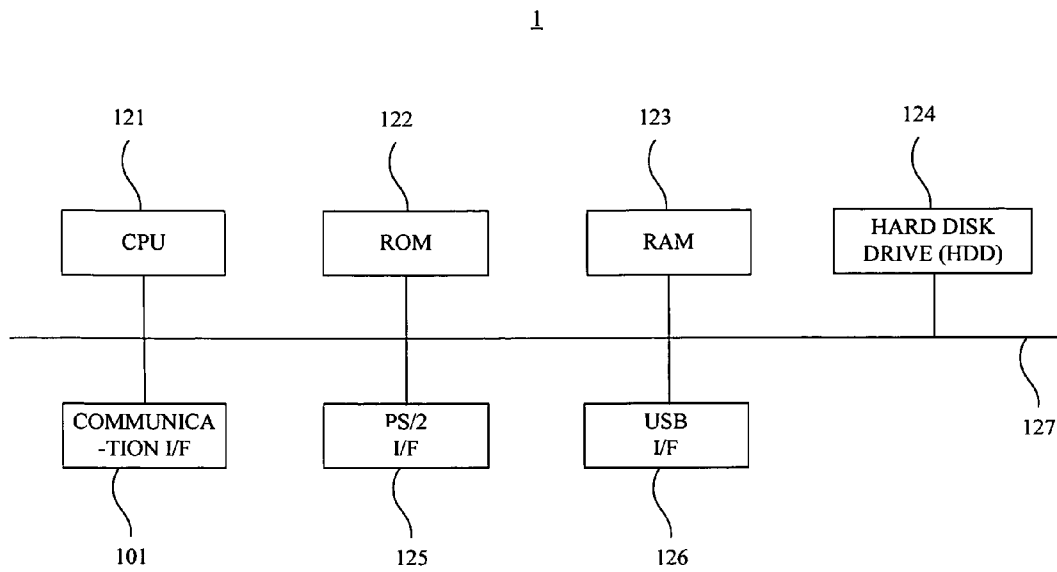 1
121
122
123
124
CPU
ROM
RAM
HARD DISK
DRIVE (HDD)
COMMUNICA
-TION I/F
PS/2
I/F
USB
I/F
127
101
125
126